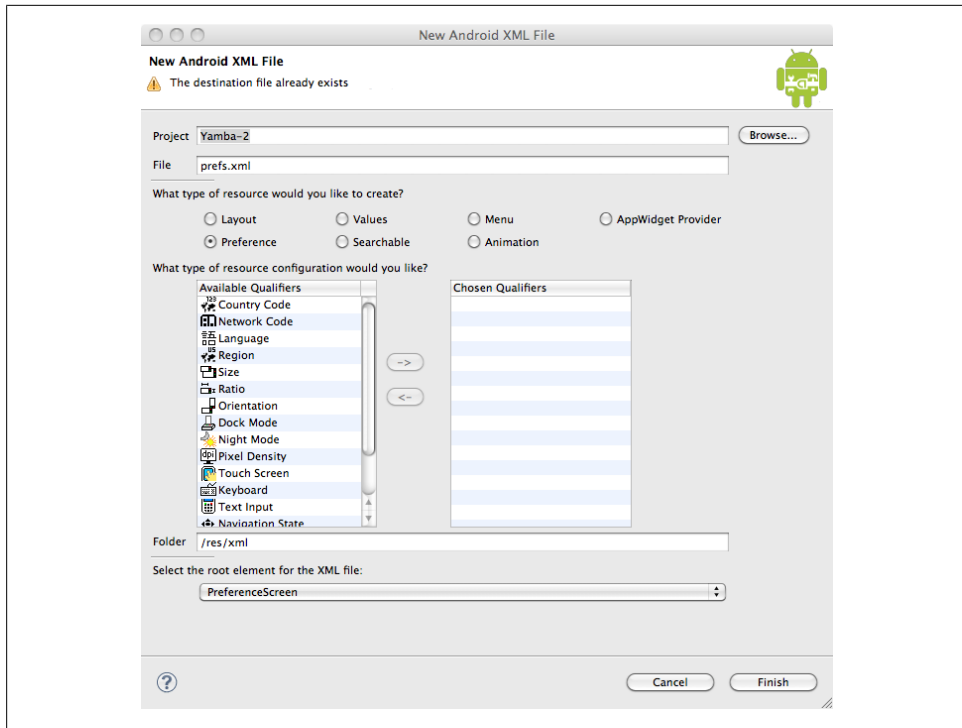 New Android XML File
New Android XML File
The destination file already exists
Project Yamba-2 Browse...
File prefs.xml
What type of resource would you like to create?
Layout Values Menu AppWidget Provider
Preference Searchable Animation
What type of resource configuration would you like?
Available Qualifiers Chosen Qualifiers
Country Code
Network Code
Language
Region
Size
Ratio
Orientation
Dock Mode
Night Mode
Pixel Density
Touch Screen
Keyboard
Text Input
Navigation State
->
<-
Folder /res/xml
Select the root element for the XML file:
PreferenceScreen
? Cancel Finish